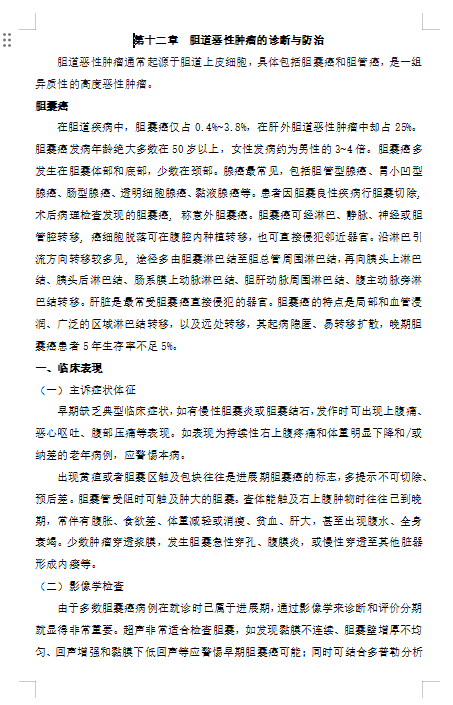 第十二章 胆道恶性肿瘤的诊断与防治
胆道恶性肿瘤通常起源于胆道上皮细胞，具体包括胆囊癌和胆管癌，是一组
异质性的高度恶性肿瘤。
胆囊癌
在胆道疾病中，胆囊癌仅占 0.4%~3.8%，在肝外胆道恶性肿瘤中却占 25%。
胆囊癌发病年龄绝大多数在 50 岁以上，女性发病约为男性的 3~4 倍。胆囊癌多
发生在胆囊体部和底部，少数在颈部。腺癌最常见，包括胆管型腺癌、胃小凹型
腺癌、肠型腺癌、透明细胞腺癌、黏液腺癌等。患者因胆囊良性疾病行胆囊切除，
术后病理检查发现的胆囊癌，称意外胆囊癌。胆囊癌可经淋巴、静脉、神经或胆
管腔转移，癌细胞脱落可在腹腔内种植转移，也可直接侵犯邻近器官。沿淋巴引
流方向转移较多见，途径多由胆囊淋巴结至胆总管周围淋巴结，再向胰头上淋巴
结、胰头后淋巴结、肠系膜上动脉淋巴结、肝动脉周围淋巴结、腹主动脉旁淋
巴结转移。肝脏是最常受胆囊癌直接侵犯的器官。胆囊癌的特点是局部和血管浸
润、广泛的区域淋巴结转移，以及远处转移，其起病隐匿、易转移扩散，晚期胆
囊癌患者 5 年生存率不足 5%。
一、临床表现
（一）主诉症状体征
早期缺乏典型临床症状，如有慢性胆囊炎或胆囊结石，发作时可出现上腹痛、
恶心呕吐、腹部压痛等表现。如表现为持续性右上腹疼痛和体重明显下降和/或
纳差的老年病例，应警惕本病。
出现黄疸或者胆囊区触及包块往往是进展期胆囊癌的标志，多提示不可切除、
预后差。胆囊管受阻时可触及肿大的胆囊。查体能触及右上腹肿物时往往已到晚
期，常伴有腹胀、食欲差、体重减轻或消瘦、贫血、肝大，甚至出现腹水、全身
衰竭。少数肿瘤穿透浆膜，发生胆囊急性穿孔、腹膜炎，或慢性穿透至其他脏器
形成内瘘等。
（二）影像学检查
由于多数胆囊癌病例在就诊时已属于进展期，通过影像学来诊断和评价分期
就显得非常重要。超声非常适合检查胆囊，如发现黏膜不连续、胆囊壁增厚不均
匀、回声增强和黏膜下低回声等应警惕早期胆囊癌可能；同时可结合多普勒分析